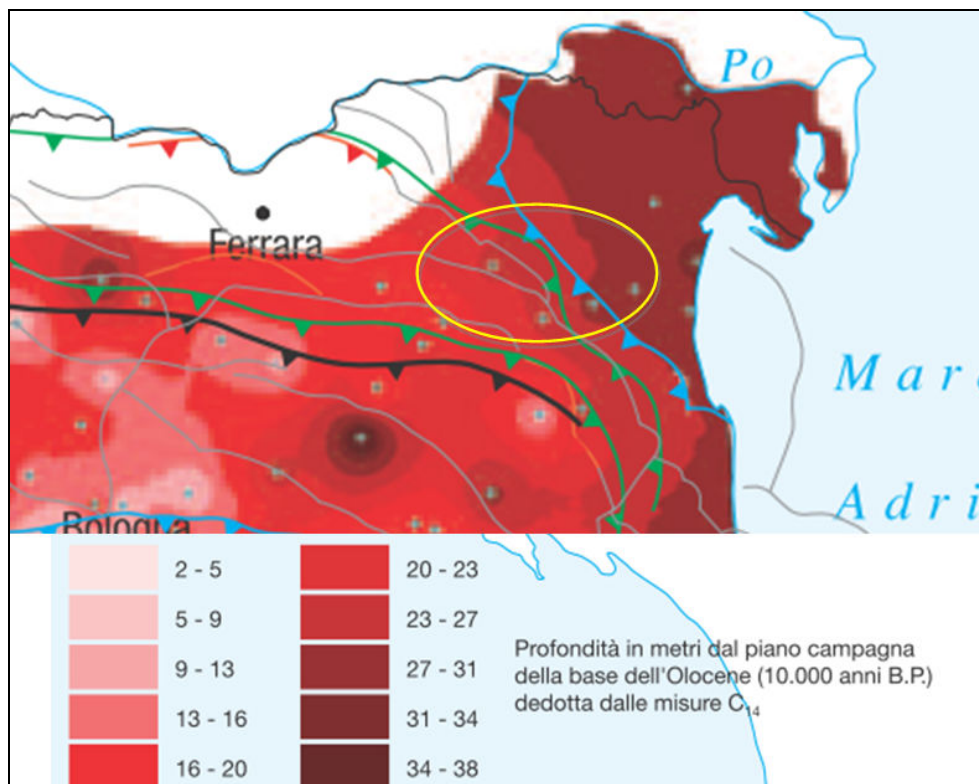 Po
Ferrara
Mare
Adri
Bologna
2 - 5
5 - 9
9 - 13
13 - 16
16 - 20
20 - 23
23 - 27
27 - 31
31 - 34
34 - 38
Profondità in metri dal piano campagna
della base dell'Olocene (10.000 anni B.P.)
dedotta dalle misure C14